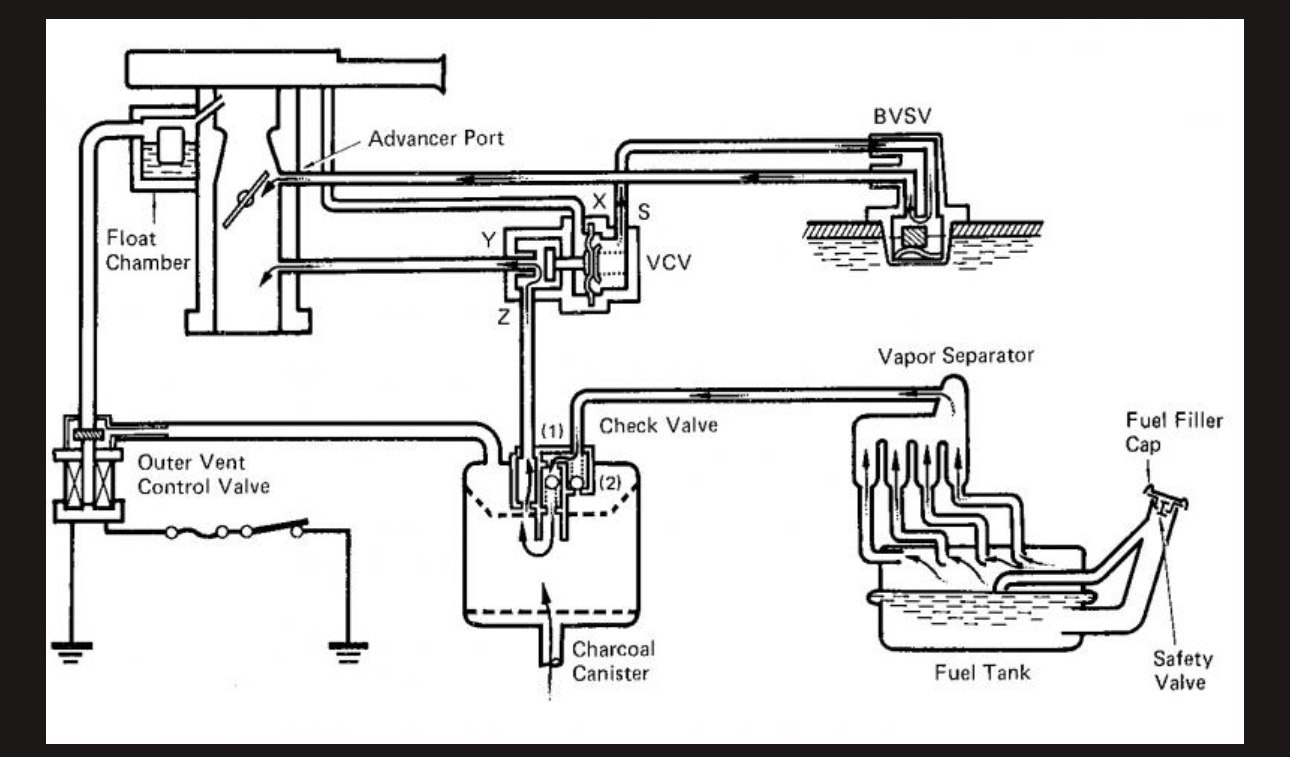 BVSV
Advancer Port
X
S
Float
Chamber
Y
VCV
Z
Vapor Separator
(1)
Check Valve
Fuel Filler
Cap
Outer Vent
Control Valve
(2)
Charcoal
Canister
Fuel Tank
Safety
Valve